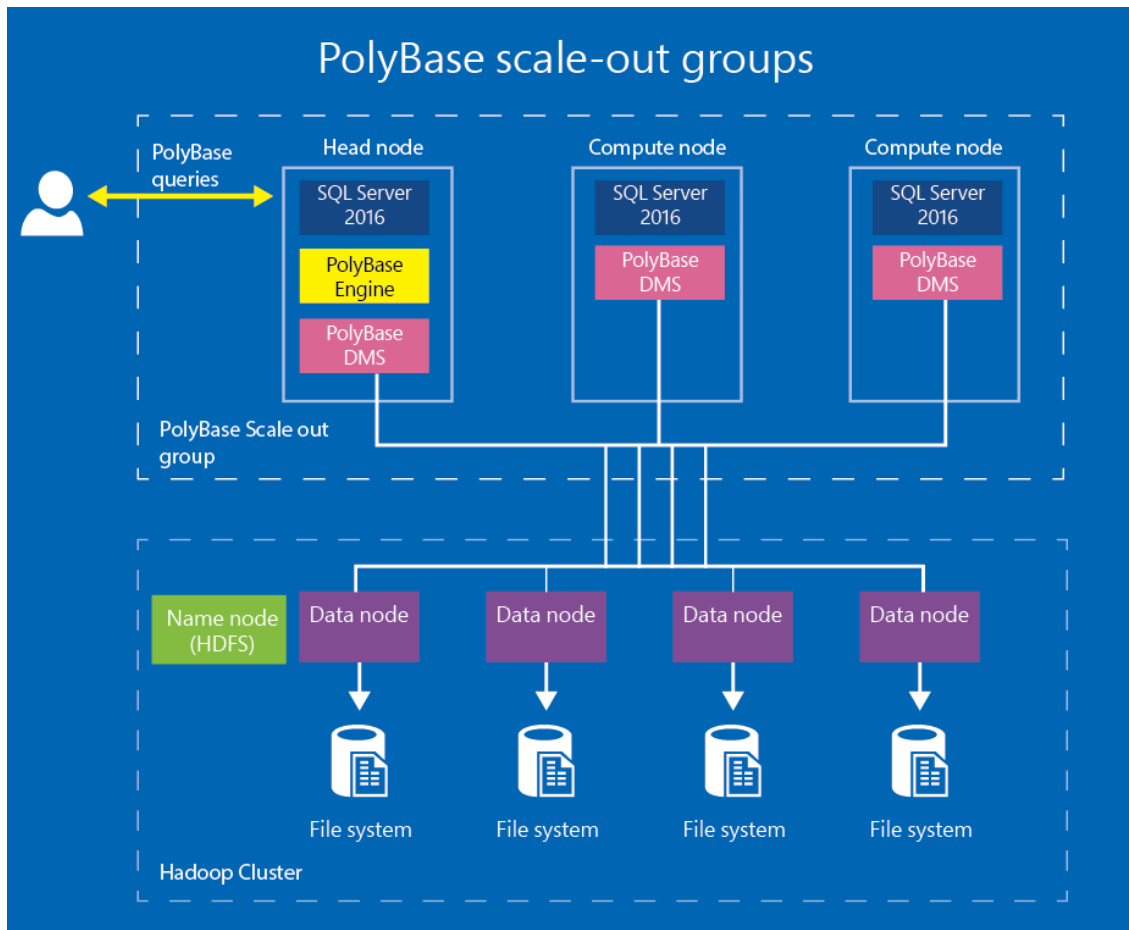 PolyBase scale-out groups
PolyBase
queries
Head node
Compute node
Compute node
SQL Server
2016
SQL Server
2016
SQL Server
2016
PolyBase
Engine
PolyBase
DMS
PolyBase
DMS
PolyBase
DMS
PolyBase Scale out
group
Name node
(HDFS)
Data node
Data node
Data node
Data node
File system
File system
File system
File system
Hadoop Cluster